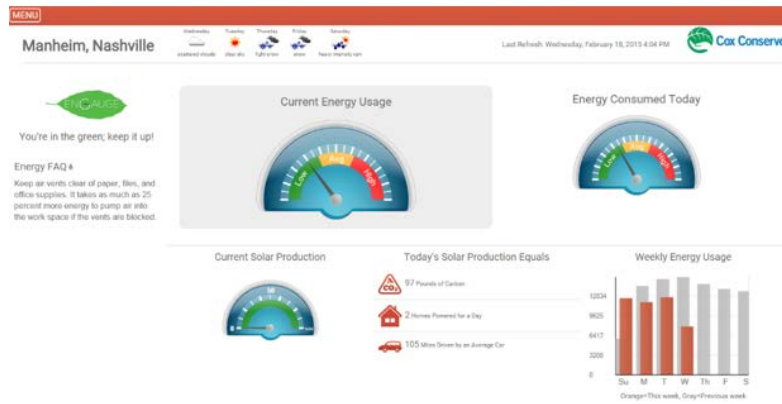 MENU
Manheim, Nashville
Wednesday
Tuesday
Thursday
Friday
Saturday
scattered clouds
clear sky
light snow
snow
heavy intensity rain
Last Refresh: Wednesday, February 18, 2015 4:04 PM
Cox Conserve
ENGAUGE
You're in the green; keep it up!
Energy FAQ
Keep air vents clear of paper, files, and
office supplies. It takes as much as 25
percent more energy to pump air into
the work space if the vents are blocked.
Current Energy Usage
Low
Avg
High
Energy Consumed Today
Low
Avg
High
Current Solar Production
0
Today's Solar Production Equals
CO2
97 Pounds of Carbon
2 Homes Powered for a Day
105 Miles Driven by an Average Car
Weekly Energy Usage
12834
9625
6417
3208
0
Su M T W Th F S
Orange=This week, Gray=Previous week